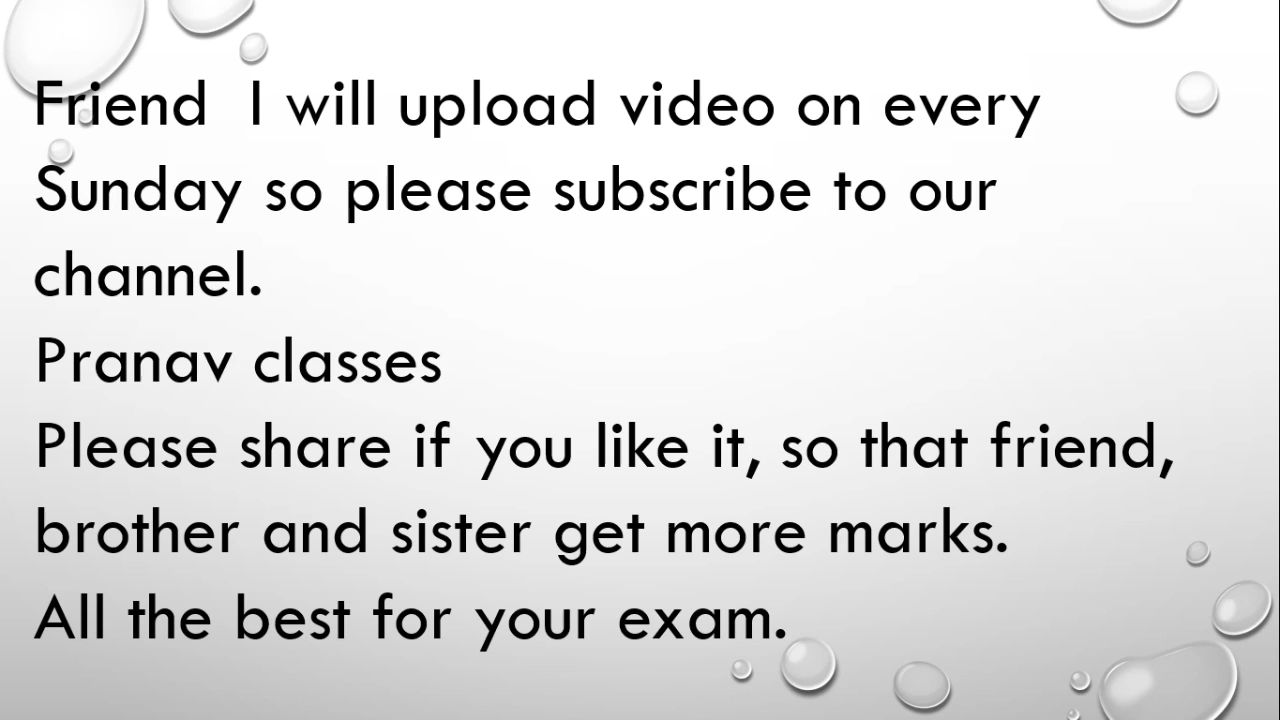 Friend  I will upload video on every
Sunday so please subscribe to our
channel.
Pranav classes
Please share if you like it, so that friend,
brother and sister get more marks.
All the best for your exam.